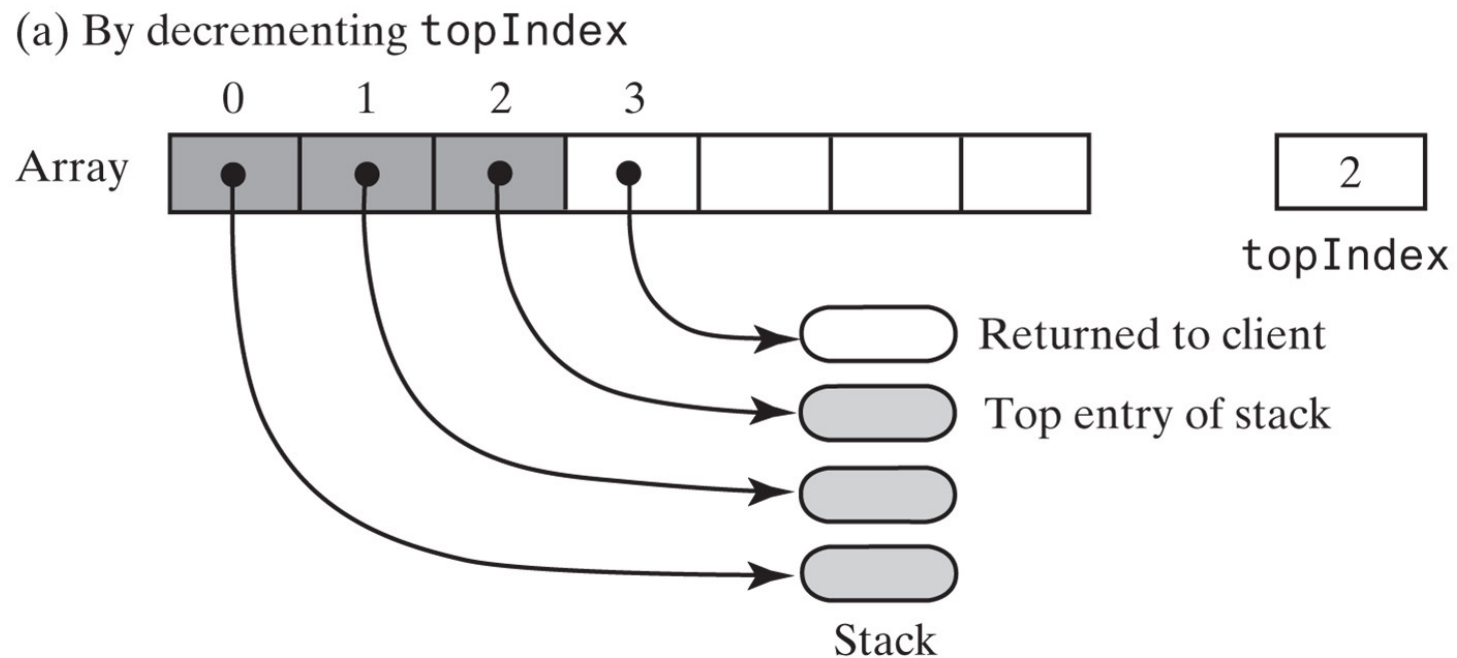 (a) By decrementing topIndex
0 1 2 3
Array
2
topIndex
Returned to client
Top entry of stack
Stack